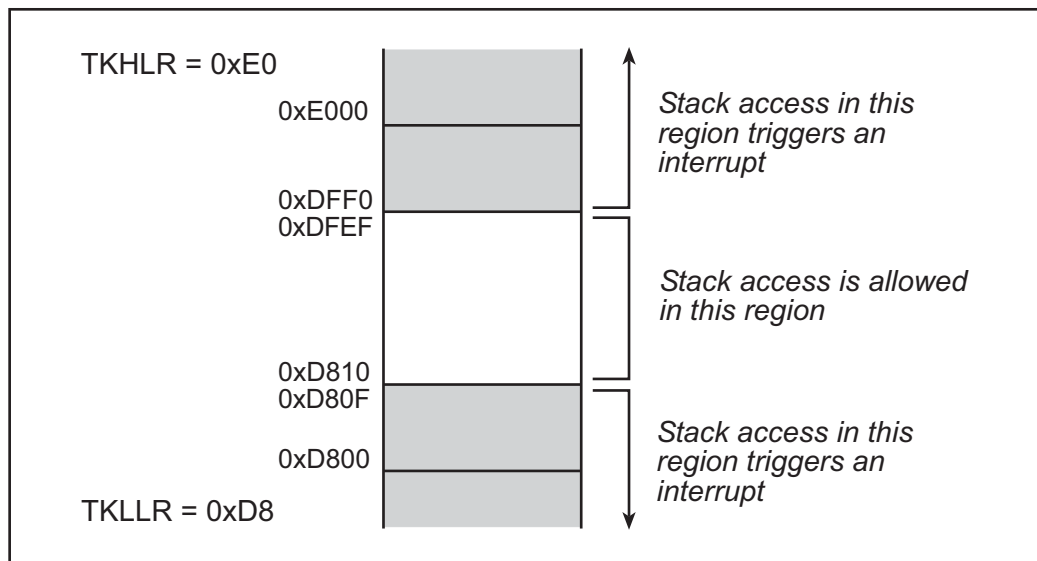 TKHLR = 0xE0
0xE000
Stack access in this
region triggers an
interrupt
0xDFF0
0xDFEF
Stack access is allowed
in this region
0xD810
0xD80F
Stack access in this
region triggers an
interrupt
0xD800
TKLLR = 0xD8